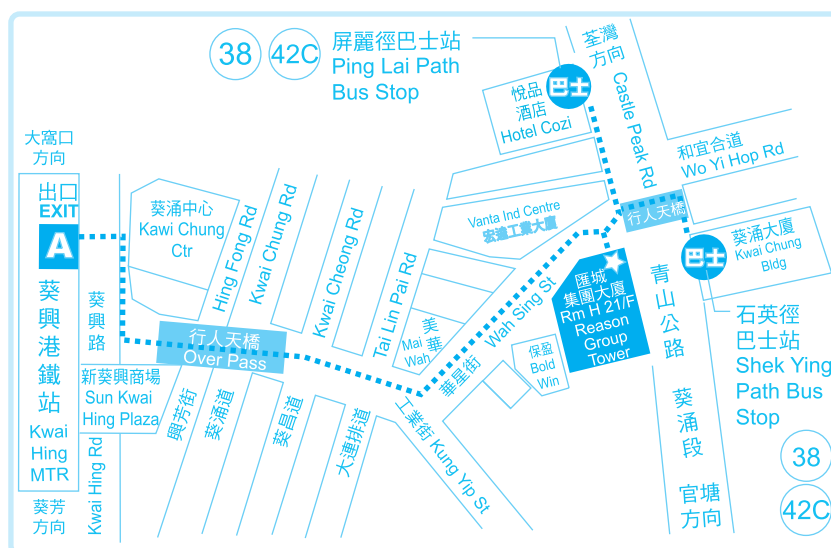 38
42C
屏麗徑巴士站
Ping Lai Path
Bus Stop
荃灣
方向
Castle Peak Rd
巴士
悅品
酒店
Hotel Cozi
和宜合道
Wo Yi Hop Rd
大窩口
方向
出口
EXIT
A
葵興港鐵站
Kwai
Hing
MTR
葵芳
方向
葵興路
Kwai Hing Rd
葵涌中心
Kawi Chung
Ctr
Hing Fong Rd
Kwai Chung Rd
Kwai Cheong Rd
Tai Lin Pai Rd
Vanta Ind Centre
宏達工業大廈
行人天橋
葵涌大廈
Kwai Chung
Bldg
巴士
行人天橋
Over Pass
新葵興商場
Sun Kwai
Hing Plaza
興芳街
葵涌道
葵昌道
大連排道
美華
Mai
Wah
華星街
Wah Sing St
工業街 Kung Yip St
保盈
Bold
Win
匯城
集團大廈
Rm H 21/F
Reason
Group
Tower
青山公路
葵涌段
官塘
方向
石英徑
巴士站
Shek Ying
Path Bus
Stop
38
42C